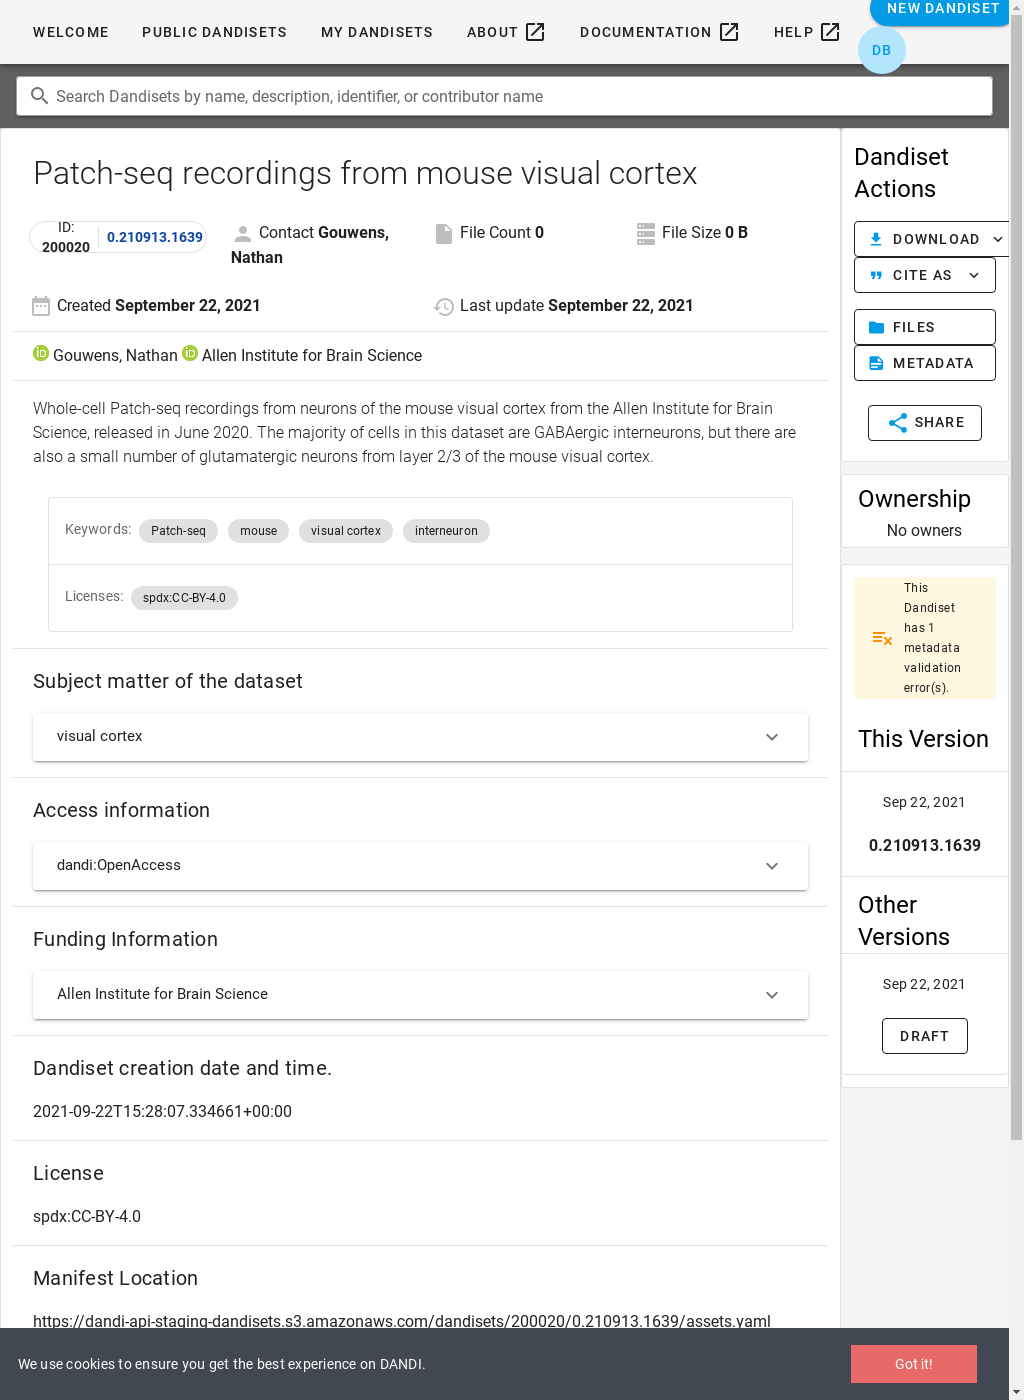 WELCOME PUBLIC DANDISETS MY DANDISETS ABOUT DOCUMENTATION HELP NEW DANDISET
DB
Search Dandisets by name, description, identifier, or contributor name
Patch-seq recordings from mouse visual cortex
ID: 200020 0.210913.1639
Contact Gouwens, Nathan
File Count 0
File Size 0 B
Created September 22, 2021
Last update September 22, 2021
Gouwens, Nathan Allen Institute for Brain Science
Whole-cell Patch-seq recordings from neurons of the mouse visual cortex from the Allen Institute for Brain
Science, released in June 2020. The majority of cells in this dataset are GABAergic interneurons, but there are
also a small number of glutamatergic neurons from layer 2/3 of the mouse visual cortex.
Keywords: Patch-seq mouse visual cortex interneuron
Licenses: spdx:CC-BY-4.0
Subject matter of the dataset
visual cortex
Access information
dandi:OpenAccess
Funding Information
Allen Institute for Brain Science
Dandiset creation date and time.
2021-09-22T15:28:07.334661+00:00
License
spdx:CC-BY-4.0
Manifest Location
https://dandi-api-staging-dandisets.s3.amazonaws.com/dandisets/200020/0.210913.1639/assets.yaml
Dandiset
Actions
DOWNLOAD
CITE AS
FILES
METADATA
SHARE
Ownership
No owners
This
Dandiset
has 1
metadata
validation
error(s).
This Version
Sep 22, 2021
0.210913.1639
Other
Versions
Sep 22, 2021
DRAFT
We use cookies to ensure you get the best experience on DANDI.
Got it!